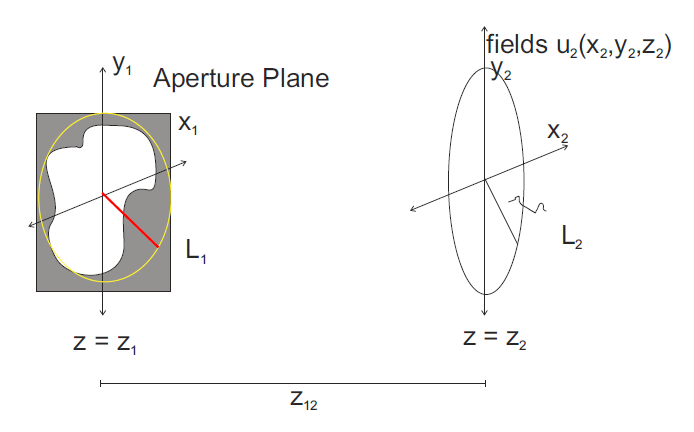 fields u₂(x₂,y₂,z₂)
y₁
y₂
Aperture Plane
x₁
x₂
L₁
L₂
z = z₁
z = z₂
z₁₂